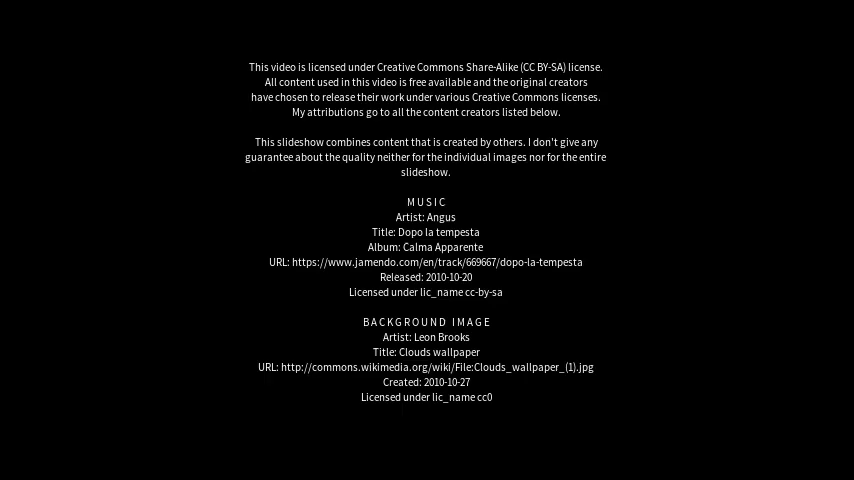 This video is licensed under Creative Commons Share-Alike (CC BY-SA) license.
All content used in this video is free available and the original creators
have chosen to release their work under various Creative Commons licenses.
My attributions go to all the content creators listed below.
This slideshow combines content that is created by others. I don't give any
guarantee about the quality neither for the individual images nor for the entire
slideshow.
MUSIC
Artist: Angus
Title: Dopo la tempesta
Album: Calma Apparente
URL: https://www.jamendo.com/en/track/669667/dopo-la-tempesta
Released: 2010-10-20
Licensed under lic_name cc-by-sa
BACKGROUND IMAGE
Artist: Leon Brooks
Title: Clouds wallpaper
URL: http://commons.wikimedia.org/wiki/File:Clouds_wallpaper_(1).jpg
Created: 2010-10-27
Licensed under lic_name cc0